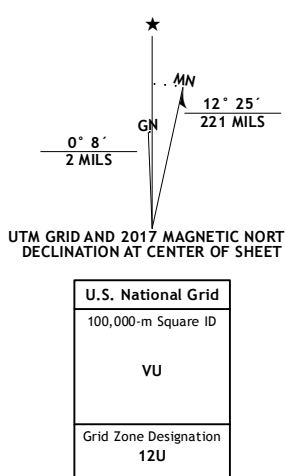 ★
MN
GN
12° 25´
221 MILS
0° 8´
2 MILS
UTM GRID AND 2017 MAGNETIC NORT
DECLINATION AT CENTER OF SHEET
U.S. National Grid
100,000-m Square ID
VU
Grid Zone Designation
12U